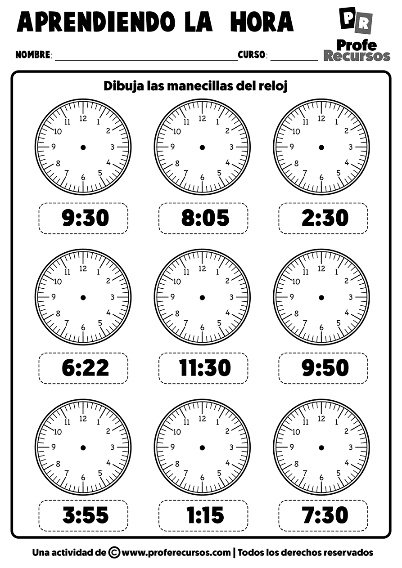 APRENDIENDO LA HORA
PR
Profe
Recursos
NOMBRE: CURSO:
Dibuja las manecillas del reloj
12 1 2 3 4 5 6 7 8 9 10 11
12 1 2 3 4 5 6 7 8 9 10 11
12 1 2 3 4 5 6 7 8 9 10 11
9:30 8:05 2:30
12 1 2 3 4 5 6 7 8 9 10 11
12 1 2 3 4 5 6 7 8 9 10 11
12 1 2 3 4 5 6 7 8 9 10 11
6:22 11:30 9:50
12 1 2 3 4 5 6 7 8 9 10 11
12 1 2 3 4 5 6 7 8 9 10 11
12 1 2 3 4 5 6 7 8 9 10 11
3:55 1:15 7:30
Una actividad de © www.proferecursos.com | Todos los derechos reservados